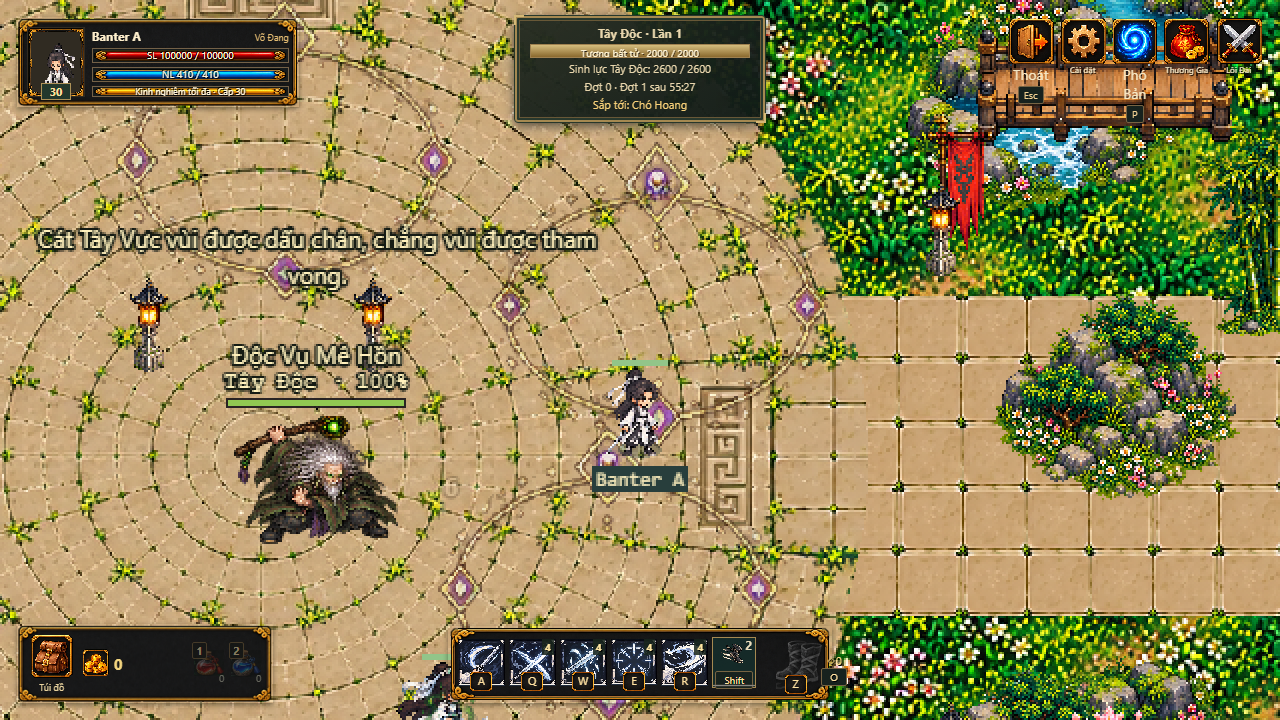 Banter A
Võ Đang
SL 100000 / 100000
NL 410 / 410
30
Kinh nghiệm tối đa - Cấp 30
Tây Độc · Lần 1
Tượng bất tử · 2000 / 2000
Sinh lực Tây Độc: 2600 / 2600
Đợt 0 · Đợt 1 sau 55:27
Sắp tới: Chó Hoang
Thoát
Esc
Cài đặt
Phó
Bản
P
Thương Gia
Lôi Đài
Cát Tây Vực vùi được dấu chân, chẳng vùi được tham
vọng.
Độc Vụ Mê Hồn
Tây Độc · 100%
Banter A
Túi đồ
0
1
0
2
0
A
4
Q
4
W
4
E
4
R
2
Shift
Z
O